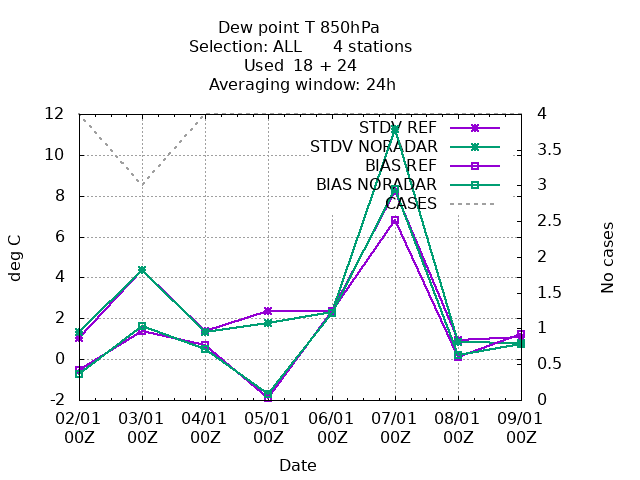 Dew point T 850hPa
Selection: ALL      4 stations
Used  18 + 24
Averaging window: 24h
STDV REF
STDV NORADAR
BIAS REF
BIAS NORADAR
CASES
deg C
12
10
8
6
4
2
0
-2
4
3.5
3
2.5
2
1.5
1
0.5
0
No cases
02/01 03/01 04/01 05/01 06/01 07/01 08/01 09/01
00Z 00Z 00Z 00Z 00Z 00Z 00Z 00Z
Date